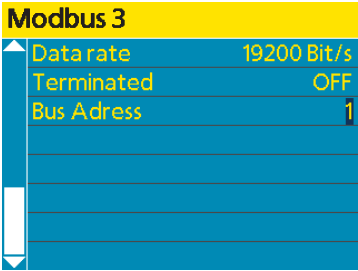 Modbus 3
Data rate 19200 Bit/s
Terminated OFF
Bus Adress 1